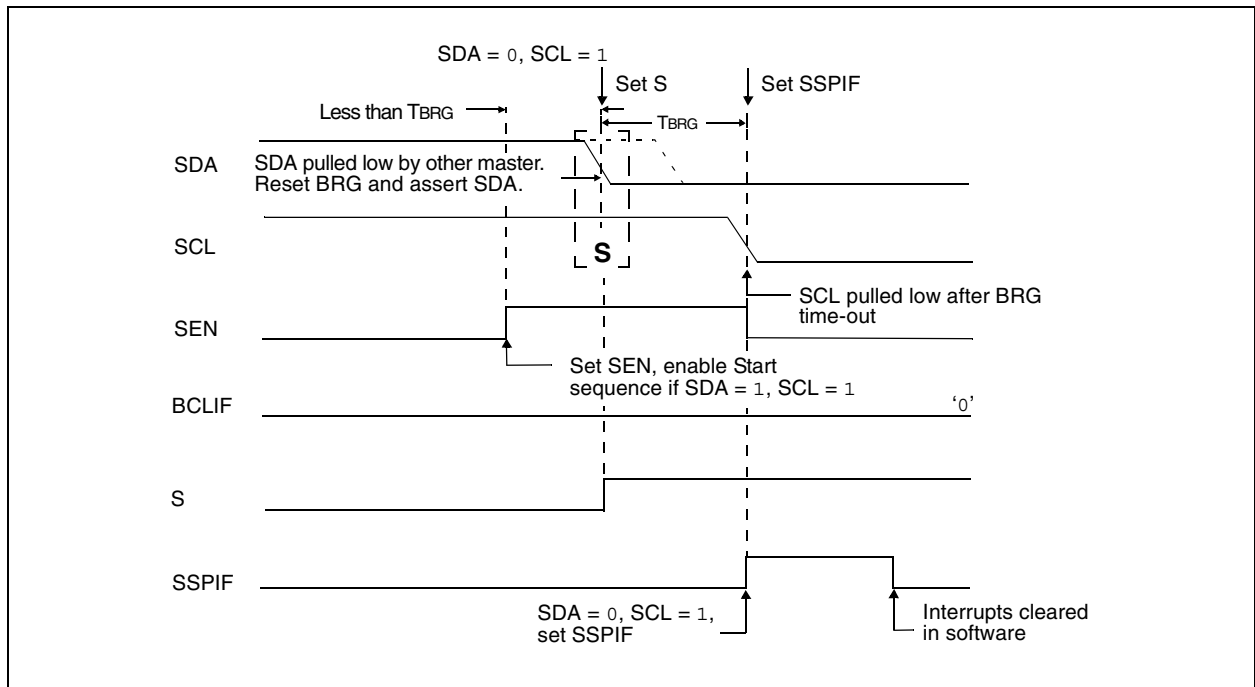 SDA = 0, SCL = 1
Set S
Set SSPIF
Less than TBRG
TBRG
SDA
SDA pulled low by other master.
Reset BRG and assert SDA.
SCL
S
SCL pulled low after BRG
time-out
SEN
Set SEN, enable Start
sequence if SDA = 1, SCL = 1
BCLIF
‘0’
S
SSPIF
SDA = 0, SCL = 1,
set SSPIF
Interrupts cleared
in software